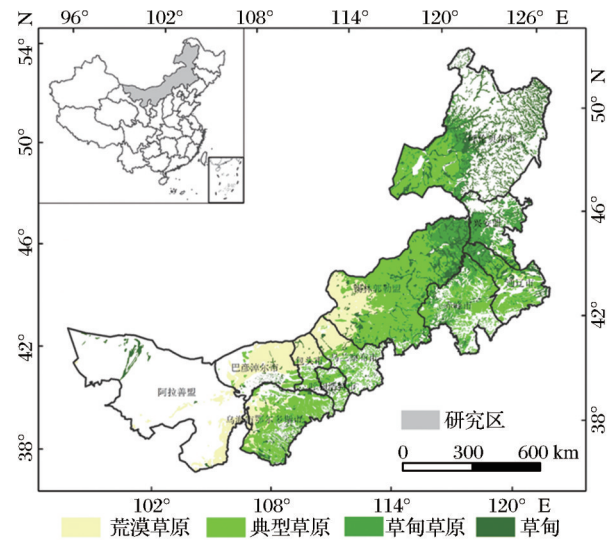 N 96° 102° 108° 114° 120° 126° E
54°
50°
46°
42°
38°
N
50°
46°
42°
38°
锡林郭勒盟
巴彦淖尔市
包头市
阿拉善盟
研究区
0 300 600 km
102° 108° 114° 120° E
荒漠草原 典型草原 草甸草原 草甸